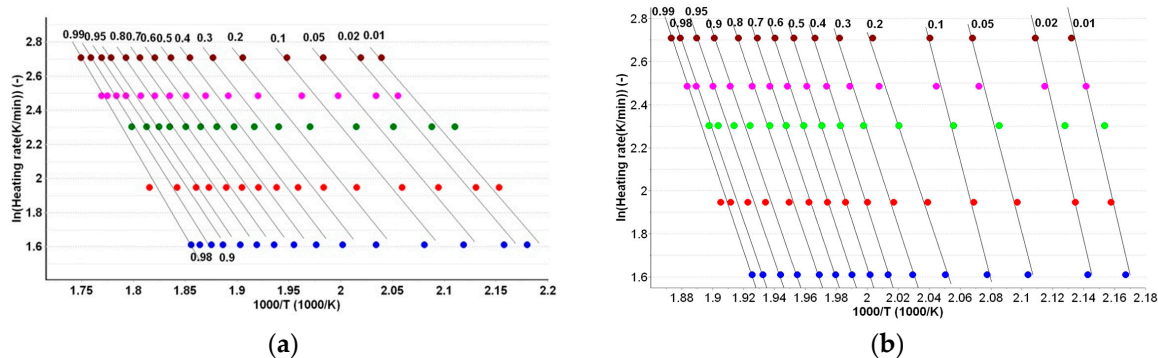 0.99 0.95 0.80 0.7 0.6 0.5 0.4 0.3 0.2 0.1 0.05 0.02 0.01
2.8
2.6
2.4
2.2
2
1.8
1.6
ln(Heating rate(K/min)) (-)
0.98 0.9
1.75 1.8 1.85 1.9 1.95 2 2.05 2.1 2.15 2.2
1000/T (1000/K)
(a)
0.99 0.95
0.98 0.9 0.8 0.7 0.6 0.5 0.4 0.3 0.2 0.1 0.05 0.02 0.01
2.8
2.6
2.4
2.2
2
1.8
1.6
ln(Heating rate(K/min)) (-)
1.88 1.9 1.92 1.94 1.96 1.98 2 2.02 2.04 2.06 2.08 2.1 2.12 2.14 2.16 2.18
1000/T (1000/K)
(b)